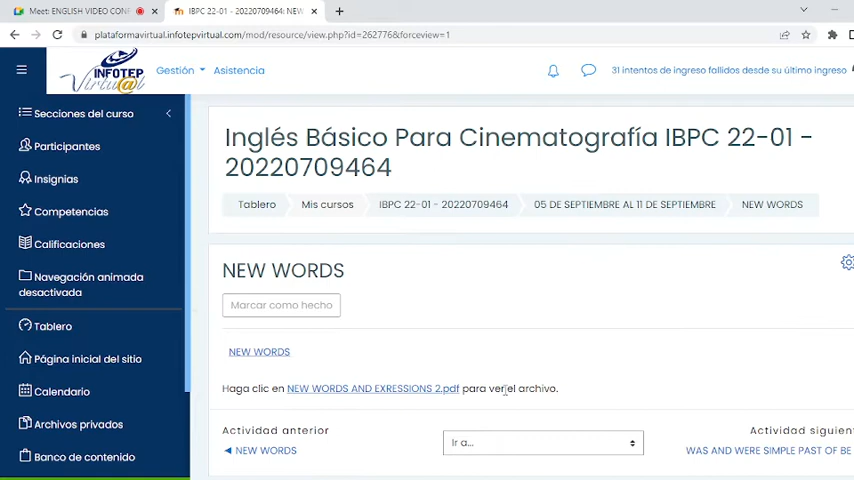 Meet: ENGLISH VIDEO CONF
IBPC 22-01 - 20220709464: NEW
plataformavirtual.infotepvirtual.com/mod/resource/view.php?id=262776&forceview=1
INFOTEP
Virtu@l
Gestión
Asistencia
31 intentos de ingreso fallidos desde su último ingreso
Secciones del curso
Participantes
Insignias
Competencias
Calificaciones
Navegación animada
desactivada
Tablero
Página inicial del sitio
Calendario
Archivos privados
Banco de contenido
Inglés Básico Para Cinematografía IBPC 22-01 -
20220709464
Tablero
Mis cursos
IBPC 22-01 - 20220709464
05 DE SEPTIEMBRE AL 11 DE SEPTIEMBRE
NEW WORDS
NEW WORDS
Marcar como hecho
NEW WORDS
Haga clic en NEW WORDS AND EXRESSIONS 2.pdf para ver el archivo.
Actividad anterior
◄ NEW WORDS
Ir a...
Actividad siguien
WAS AND WERE SIMPLE PAST OF BE